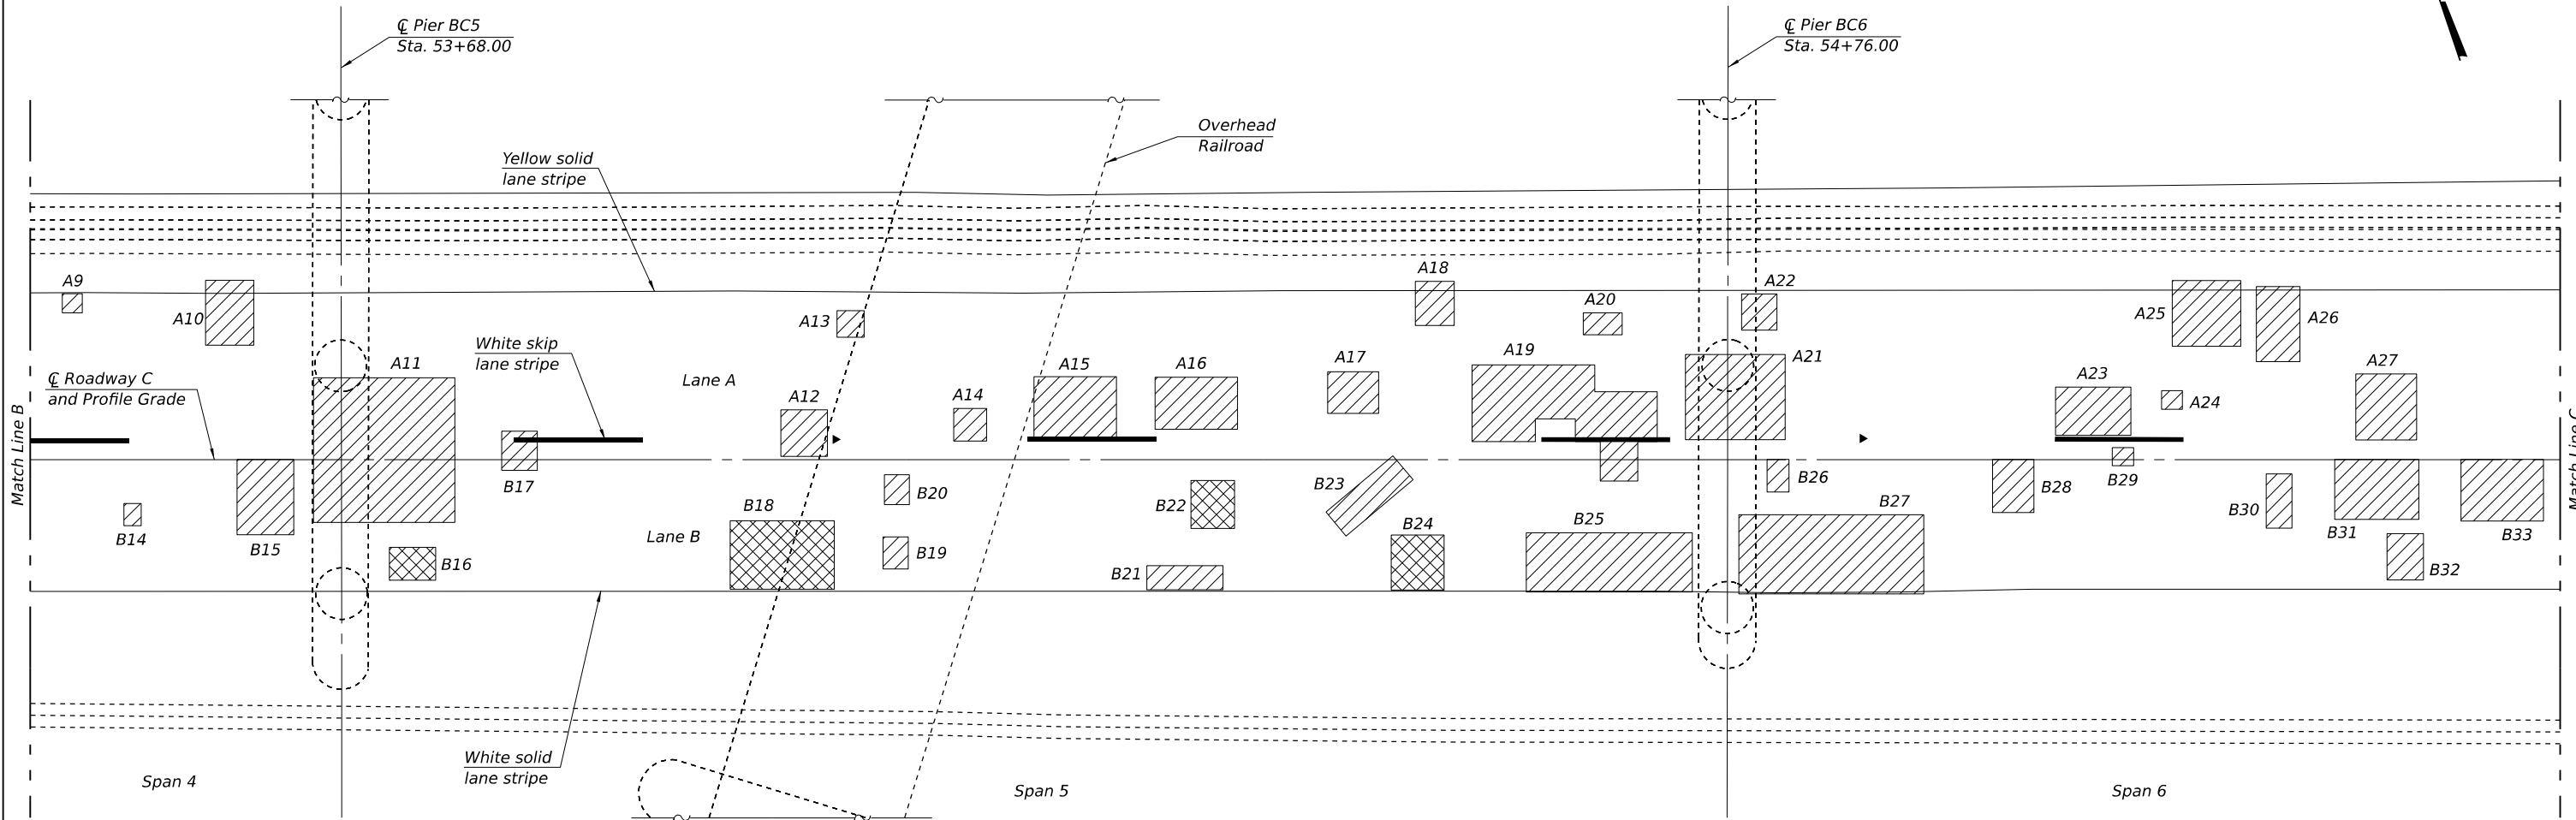 ℄ Pier BC5
Sta. 53+68.00
℄ Pier BC6
Sta. 54+76.00
Overhead
Railroad
Yellow solid
lane stripe
A9
A10
A13
A18
A20
A22
A25
A26
White skip
lane stripe
A11
Lane A
A12
A14
A15
A16
A17
A19
A21
A23
A24
A27
℄ Roadway C
and Profile Grade
Match Line B
Match Line C
B14
B15
B16
B17
B18
Lane B
B20
B19
B22
B21
B23
B24
B25
B26
B27
B28
B29
B30
B31
B32
B33
White solid
lane stripe
Span 4
Span 5
Span 6